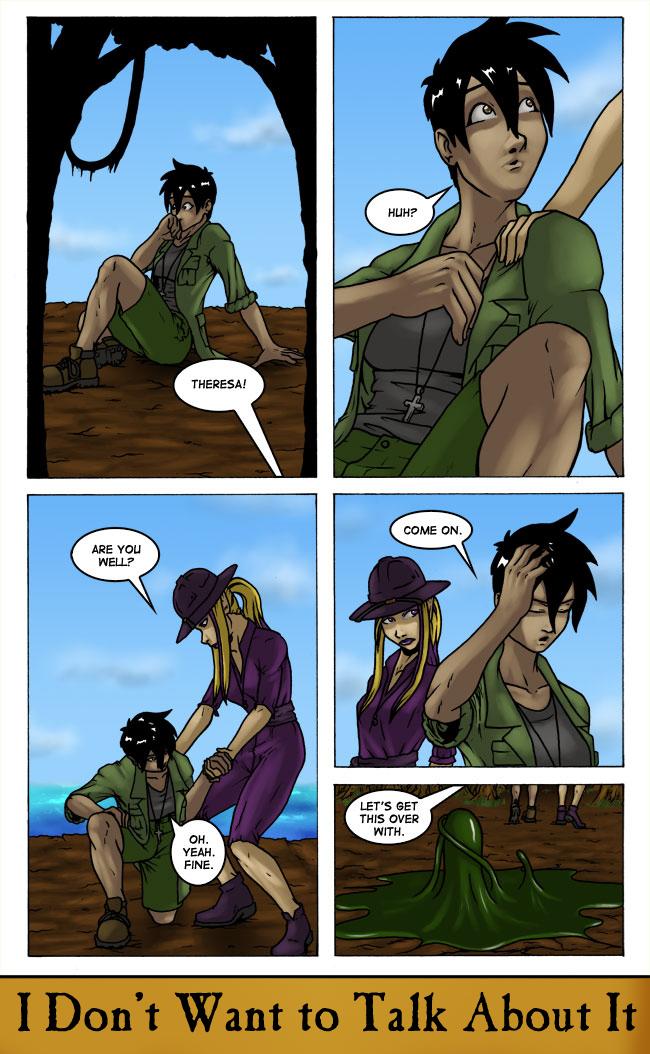 THERESA!
HUH?
ARE YOU
WELL?
OH.
YEAH.
FINE.
COME ON.
LET'S GET
THIS OVER
WITH.
I Don't Want to Talk About It